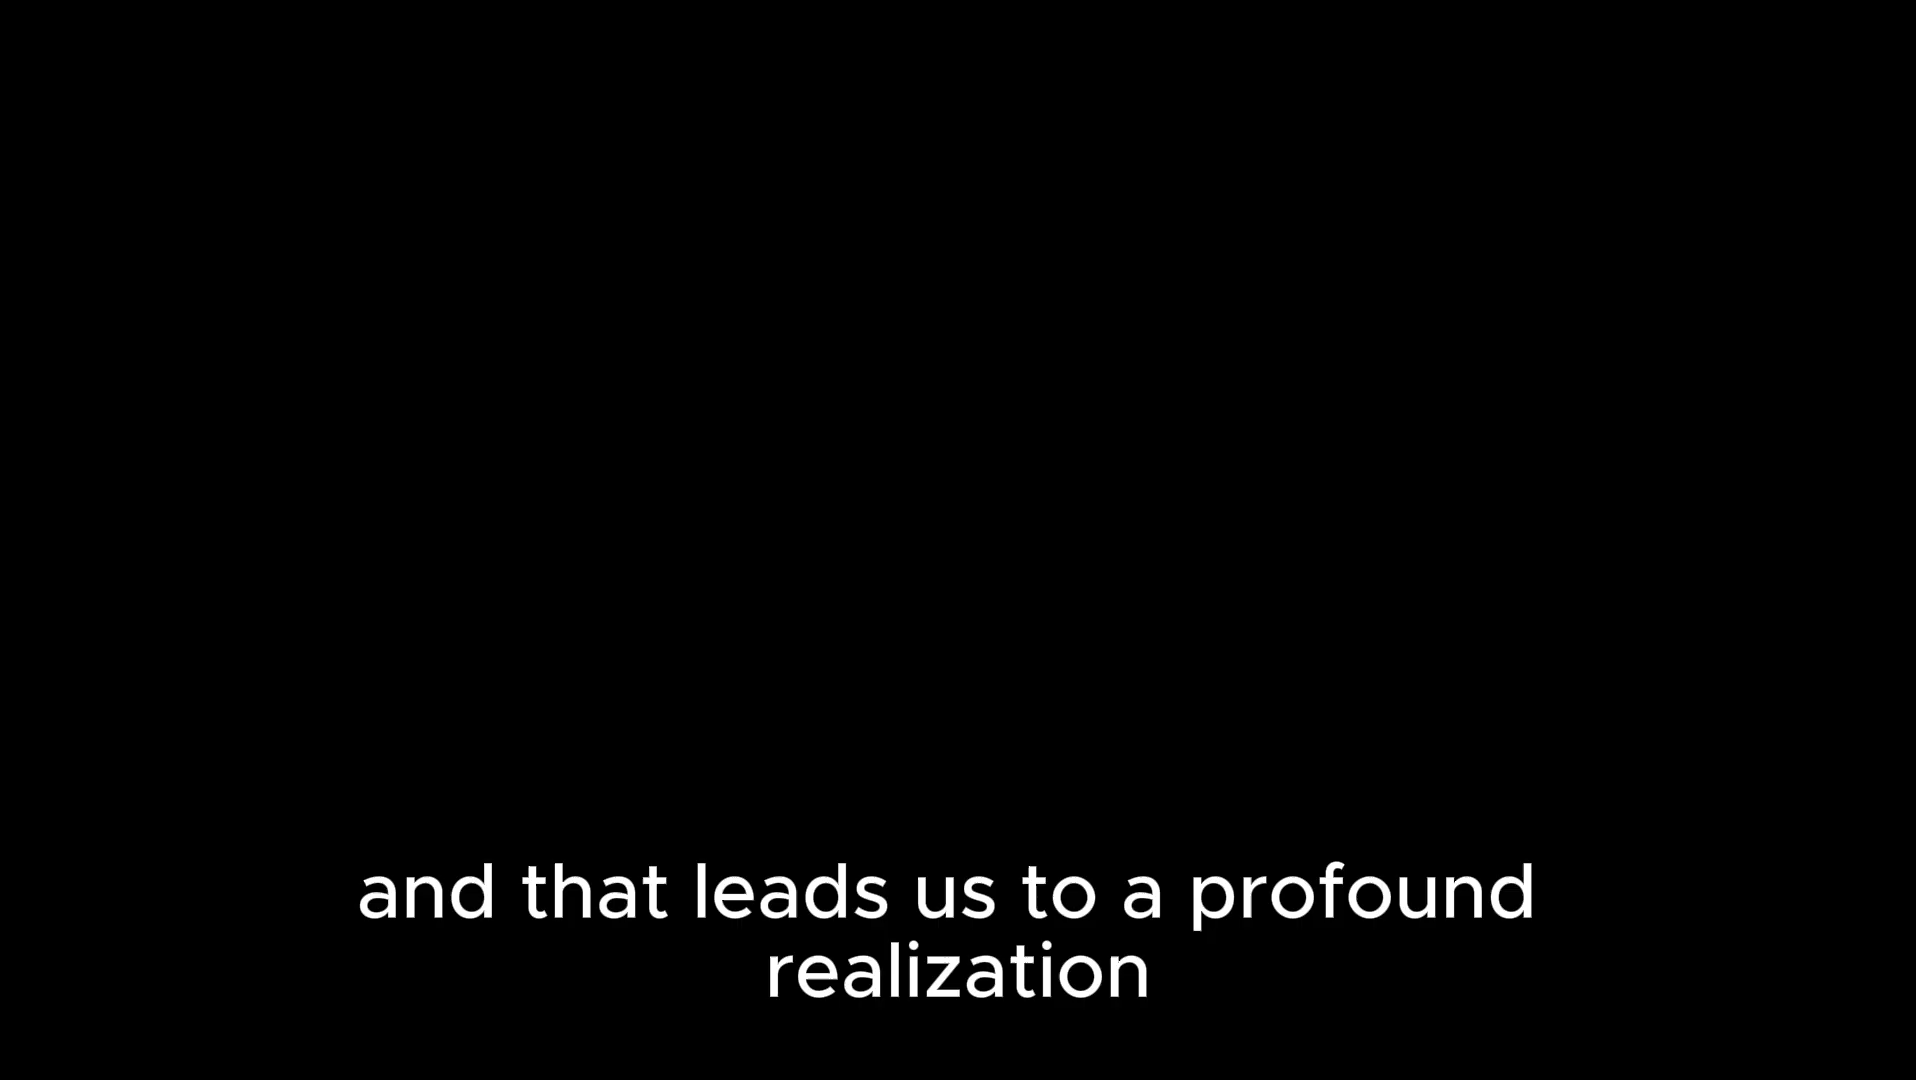 and that leads us to a profound
realization